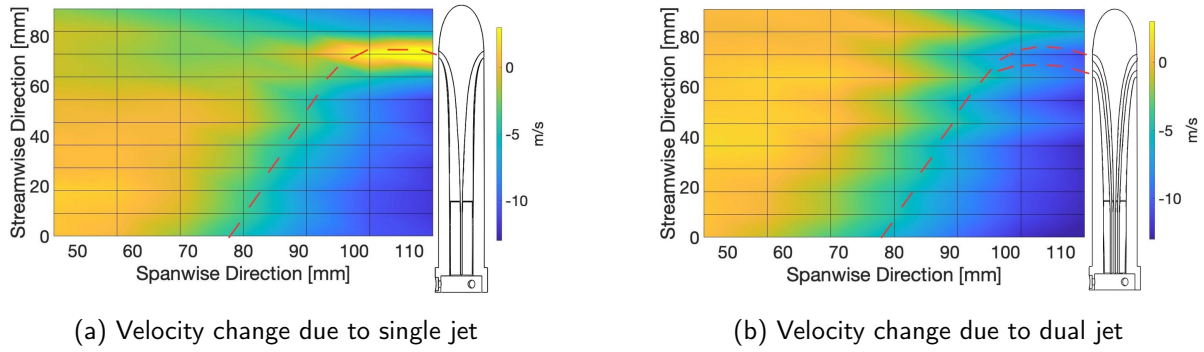 Streamwise Direction [mm]
80
60
40
20
0
50 60 70 80 90 100 110
Spanwise Direction [mm]
0
-5
-10
m/s
(a) Velocity change due to single jet
Streamwise Direction [mm]
80
60
40
20
0
50 60 70 80 90 100 110
Spanwise Direction [mm]
0
-5
-10
m/s
(b) Velocity change due to dual jet